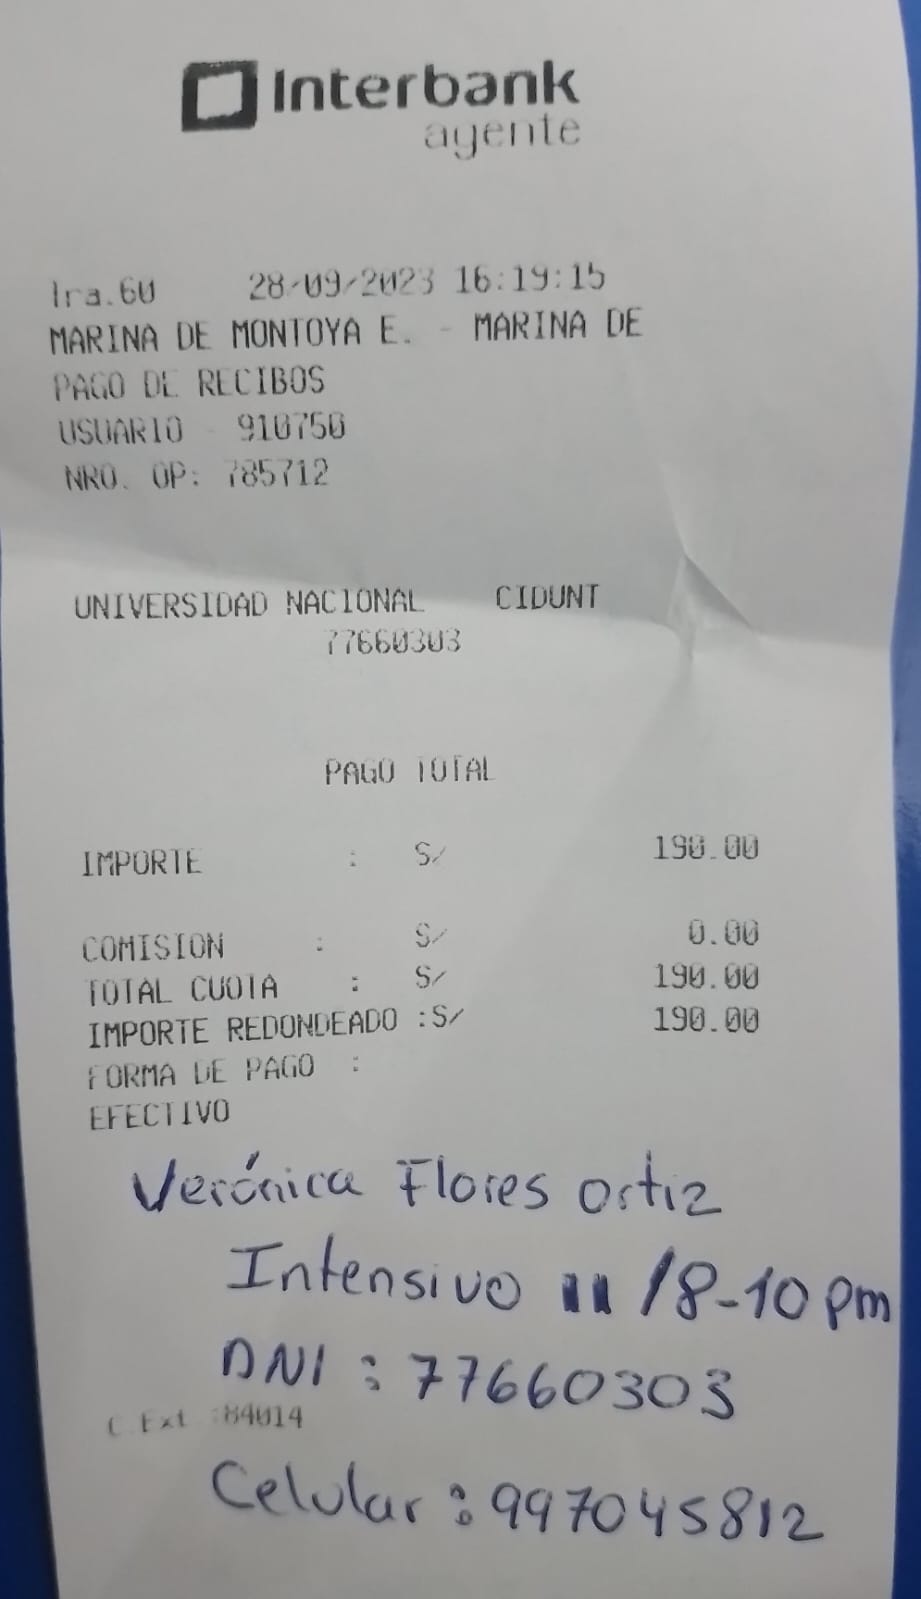 Interbank
agente
Tra.60 28/09/2023 16:19:15
MARINA DE MONTOYA E. - MARINA DE
PAGO DE RECIBOS
USUARIO - 910750
NRO. OP: 785712
UNIVERSIDAD NACIONAL CIDUNT
77660303
PAGO TOTAL
IMPORTE : S/ 190.00
COMISION : S/ 0.00
TOTAL CUOTA : S/ 190.00
IMPORTE REDONDEADO :S/ 190.00
FORMA DE PAGO :
EFECTIVO
Verónica Flores Ortiz
Intensivo II /8-10 pm
DNI : 77660303
C.Ext :84014
Celular : 997045812